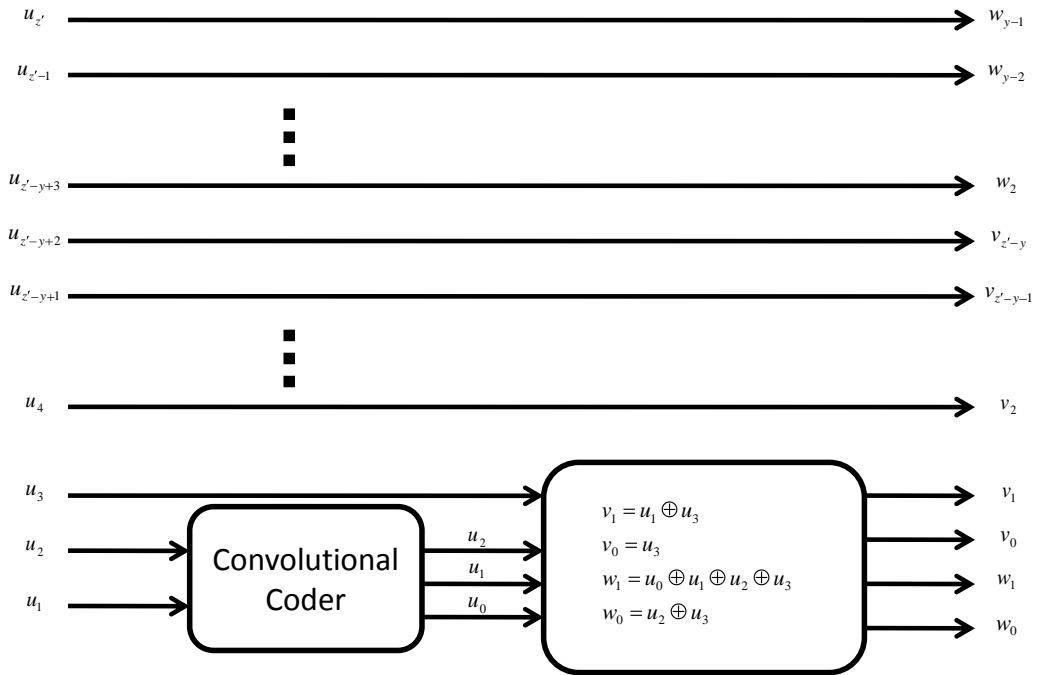 u_{z'} w_{y-1}
u_{z'-1} w_{y-2}
u_{z'-y+3} w_2
u_{z'-y+2} v_{z'-y}
u_{z'-y+1} v_{z'-y-1}
u_4 v_2
u_3 v_1
u_2 u_2 v_0
u_1 u_1 w_1
u_0 w_0
Convolutional
Coder
v_1 = u_1 ⊕ u_3
v_0 = u_3
w_1 = u_0 ⊕ u_1 ⊕ u_2 ⊕ u_3
w_0 = u_2 ⊕ u_3